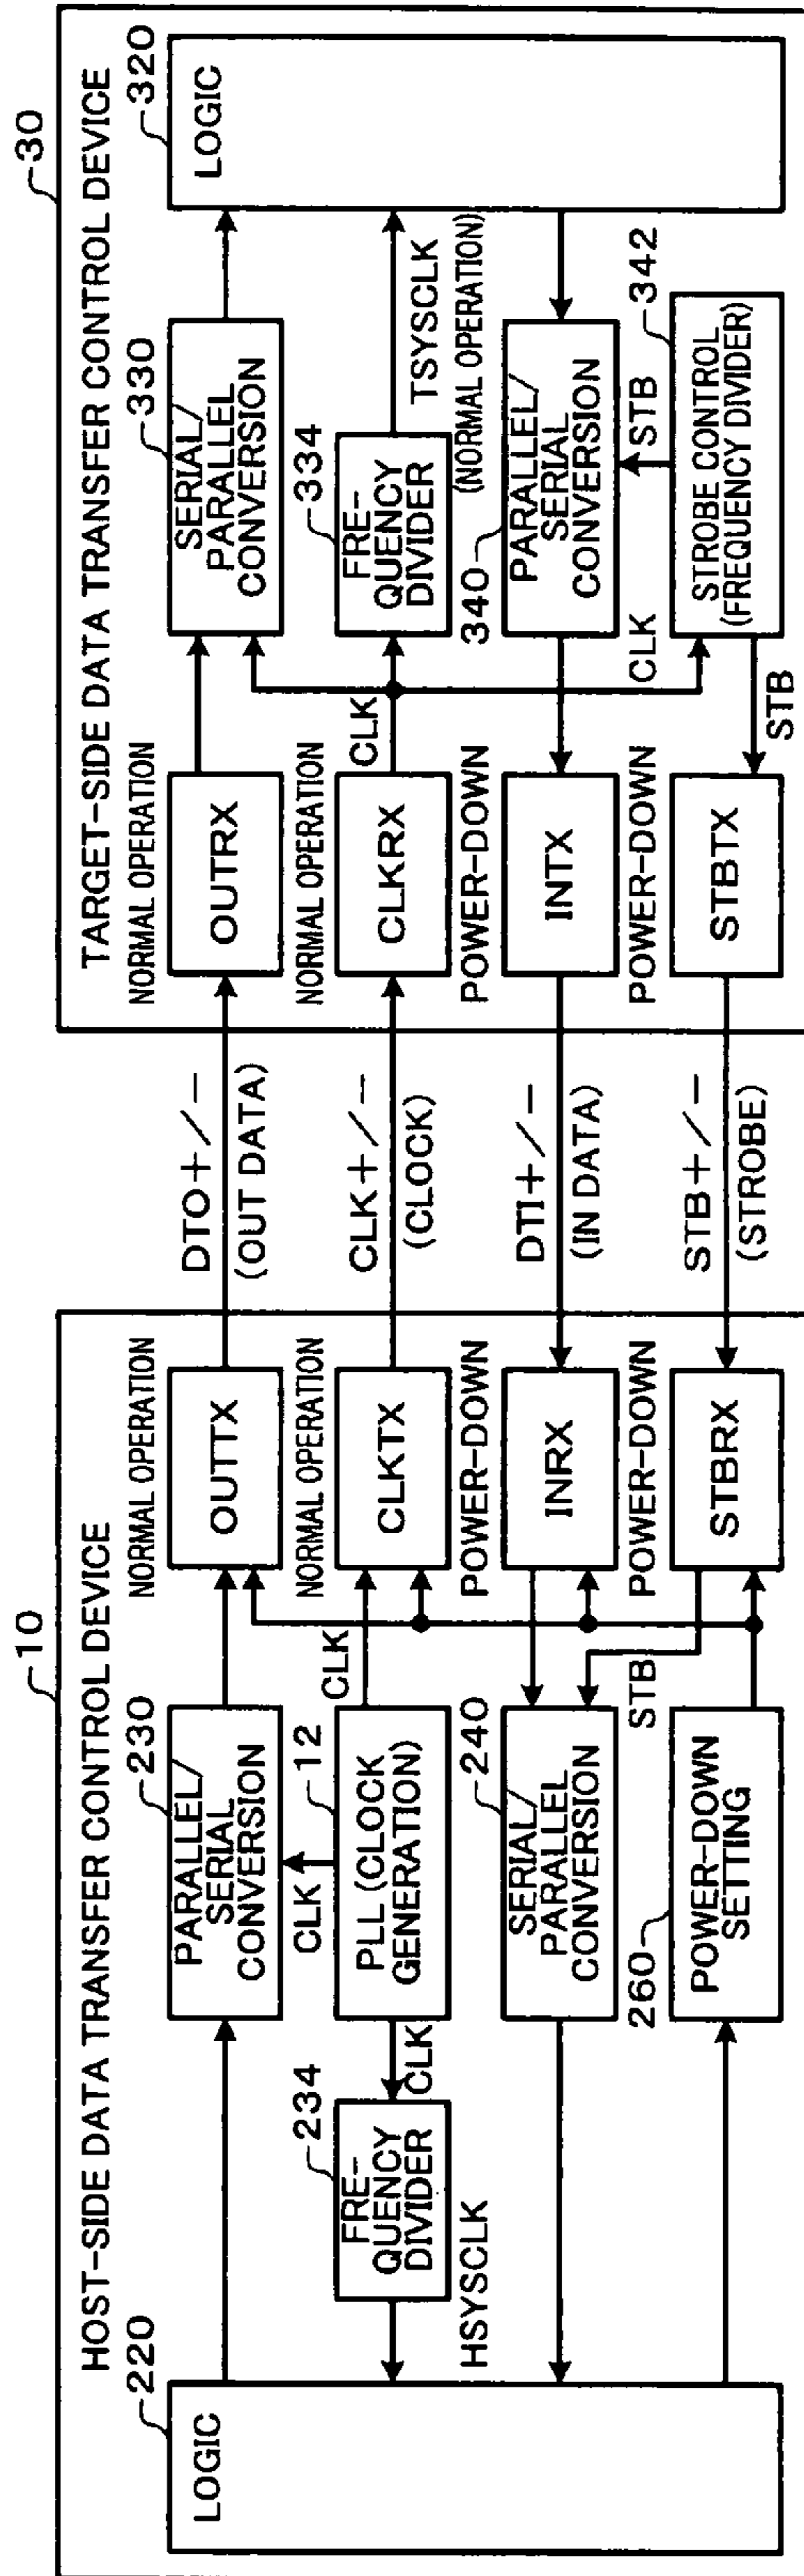 10
HOST-SIDE DATA TRANSFER CONTROL DEVICE
220
LOGIC
230
PARALLEL/
SERIAL
CONVERSION
NORMAL OPERATION
OUTTX
CLK
12
PLL (CLOCK
GENERATION)
CLK
CLK
234
FRE-
QUENCY
DIVIDER
HSYSCLK
NORMAL OPERATION
CLKTX
240
SERIAL/
PARALLEL
CONVERSION
POWER-DOWN
INRX
STB
260
POWER-DOWN
SETTING
POWER-DOWN
STBRX
DTO+/-
(OUT DATA)
CLK+/-
(CLOCK)
DTI+/-
(IN DATA)
STB+/-
(STROBE)
30
TARGET-SIDE DATA TRANSFER CONTROL DEVICE
NORMAL OPERATION
OUTRX
330
SERIAL/
PARALLEL
CONVERSION
320
LOGIC
NORMAL OPERATION
CLKRX
CLK
334
FRE-
QUENCY
DIVIDER
TSYSCLK
(NORMAL OPERATION)
POWER-DOWN
INTX
340
PARALLEL/
SERIAL
CONVERSION
STB
342
CLK
POWER-DOWN
STBTX
STB
STROBE CONTROL
(FREQUENCY DIVIDER)